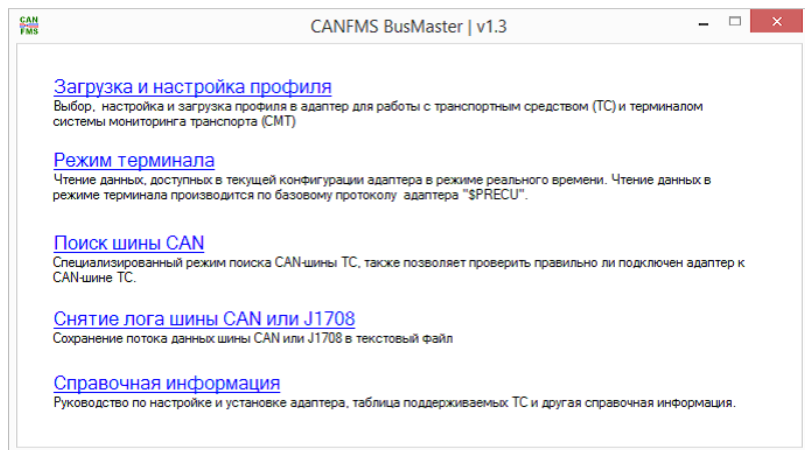 CAN
FMS
CANFMS BusMaster | v1.3
Загрузка и настройка профиля
Выбор, настройка и загрузка профиля в адаптер для работы с транспортным средством (ТС) и терминалом
системы мониторинга транспорта (СМТ)
Режим терминала
Чтение данных, доступных в текущей конфигурации адаптера в режиме реального времени. Чтение данных в
режиме терминала производится по базовому протоколу адаптера "$PRECU".
Поиск шины CAN
Специализированный режим поиска CAN-шины ТС, также позволяет проверить правильно ли подключен адаптер к
CAN-шине ТС.
Снятие лога шины CAN или J1708
Сохранение потока данных шины CAN или J1708 в текстовый файл
Справочная информация
Руководство по настройке и установке адаптера, таблица поддерживаемых ТС и другая справочная информация.